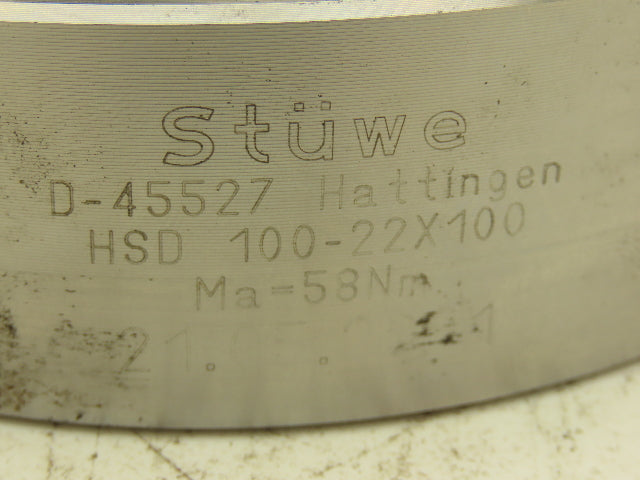 Stüwe
D-45527 Hattingen
HSD 100-22X100
Ma=58Nm